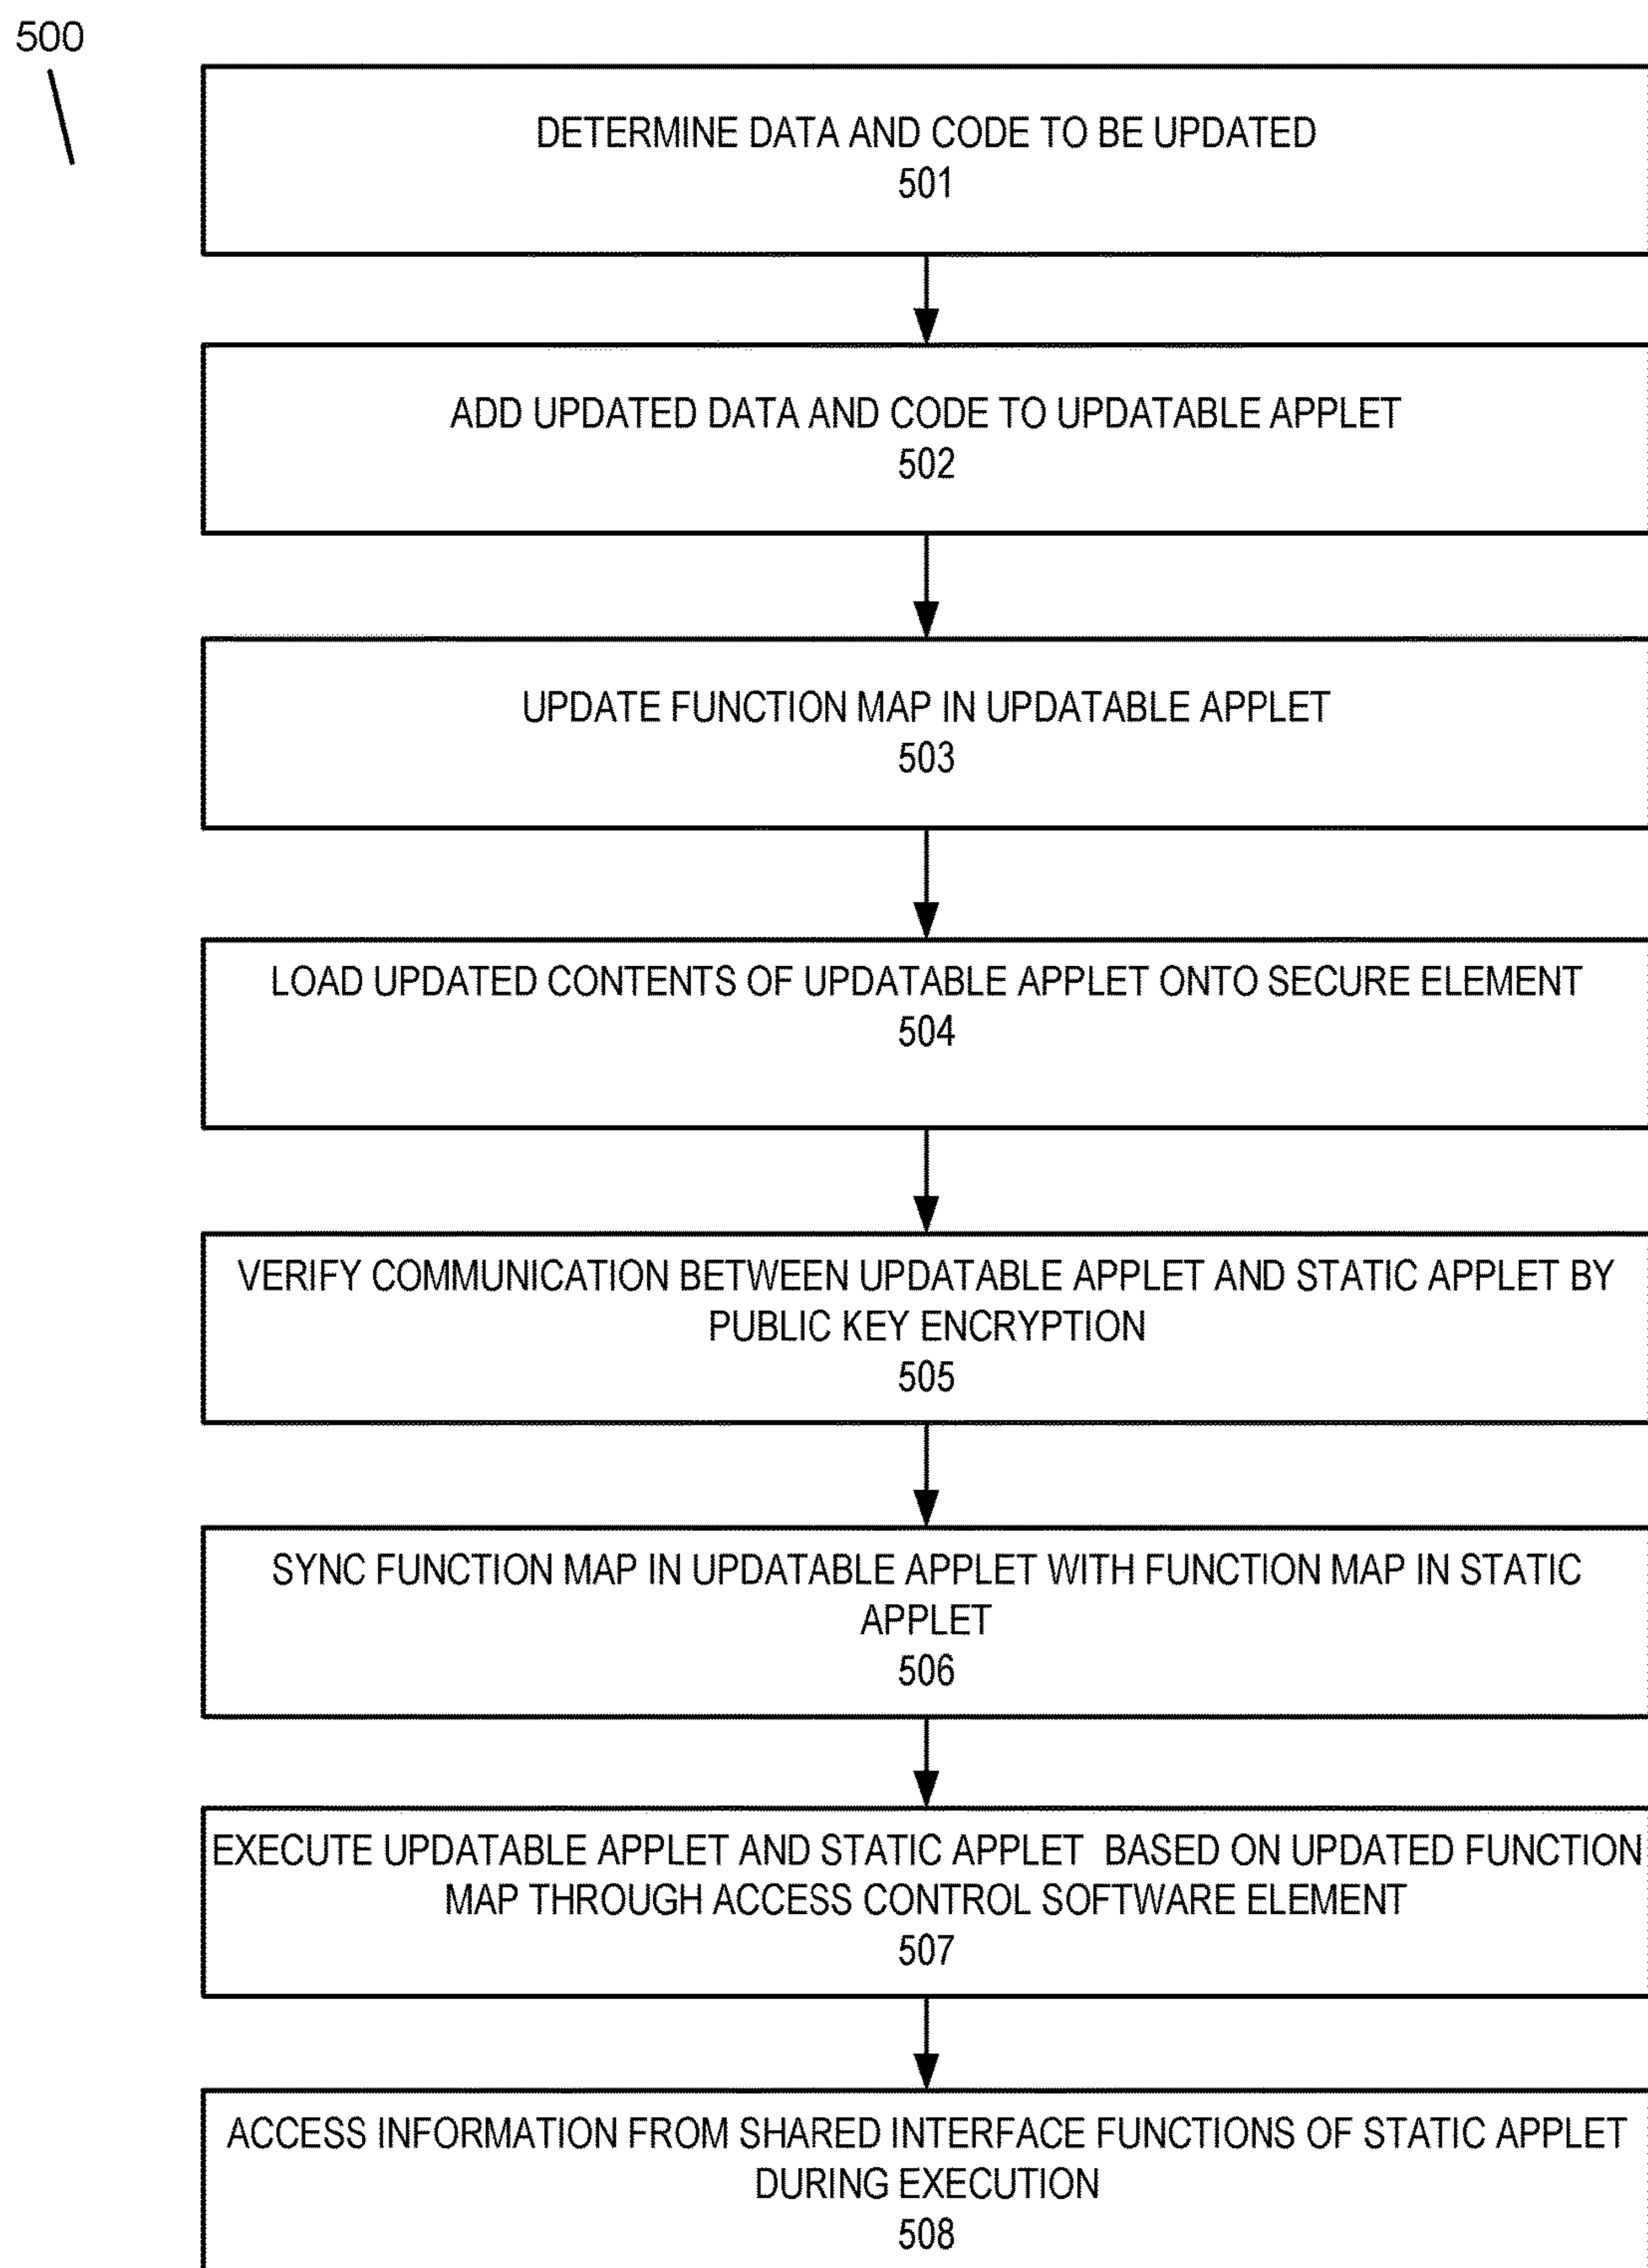 500
DETERMINE DATA AND CODE TO BE UPDATED
501
ADD UPDATED DATA AND CODE TO UPDATABLE APPLET
502
UPDATE FUNCTION MAP IN UPDATABLE APPLET
503
LOAD UPDATED CONTENTS OF UPDATABLE APPLET ONTO SECURE ELEMENT
504
VERIFY COMMUNICATION BETWEEN UPDATABLE APPLET AND STATIC APPLET BY
PUBLIC KEY ENCRYPTION
505
SYNC FUNCTION MAP IN UPDATABLE APPLET WITH FUNCTION MAP IN STATIC
APPLET
506
EXECUTE UPDATABLE APPLET AND STATIC APPLET BASED ON UPDATED FUNCTION
MAP THROUGH ACCESS CONTROL SOFTWARE ELEMENT
507
ACCESS INFORMATION FROM SHARED INTERFACE FUNCTIONS OF STATIC APPLET
DURING EXECUTION
508